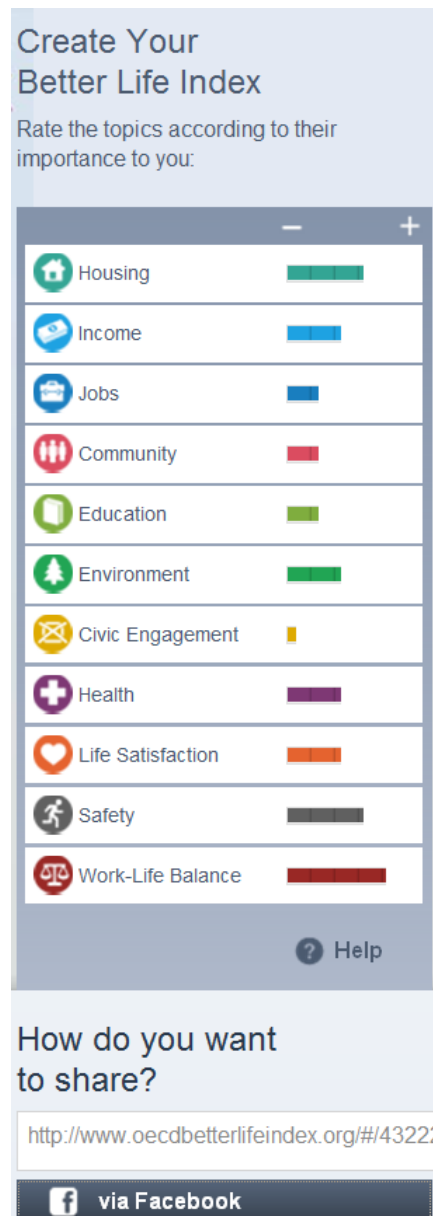 Create Your
Better Life Index
Rate the topics according to their
importance to you:
− +
Housing
Income
Jobs
Community
Education
Environment
Civic Engagement
Health
Life Satisfaction
Safety
Work-Life Balance
? Help
How do you want
to share?
http://www.oecdbetterlifeindex.org/#/43222
f via Facebook